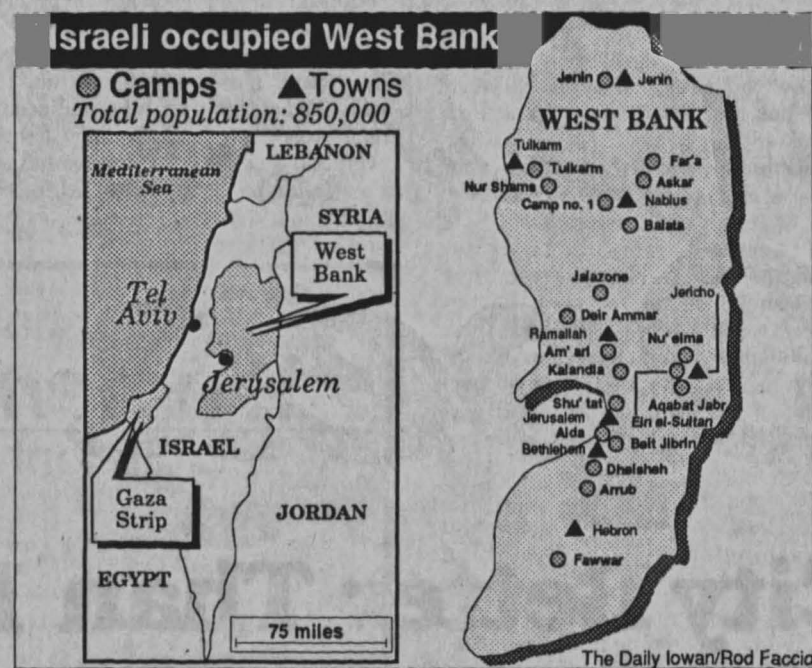 Israeli occupied West Bank
Camps ▲Towns
Total population: 850,000
LEBANON
Mediterranean
Sea
SYRIA
West
Bank
Tel
Aviv
Jerusalem
ISRAEL
Gaza
Strip
JORDAN
EGYPT
75 miles
Jenin Jenin
WEST BANK
Tulkarm
Tulkarm
Far'a
Nur Shams
Askar
Camp no. 1
Nablus
Balata
Jalazone
Jericho
Deir Ammar
Ramallah
Nu'eima
Am'ari
Kalandia
Shu'fat
Aqabat Jabr
Jerusalem
Ein el-Sultan
Aida
Bethlehem
Beit Jibrin
Dheisheh
Arrub
Hebron
Fawwar
The Daily Iowan/Rod Faccio